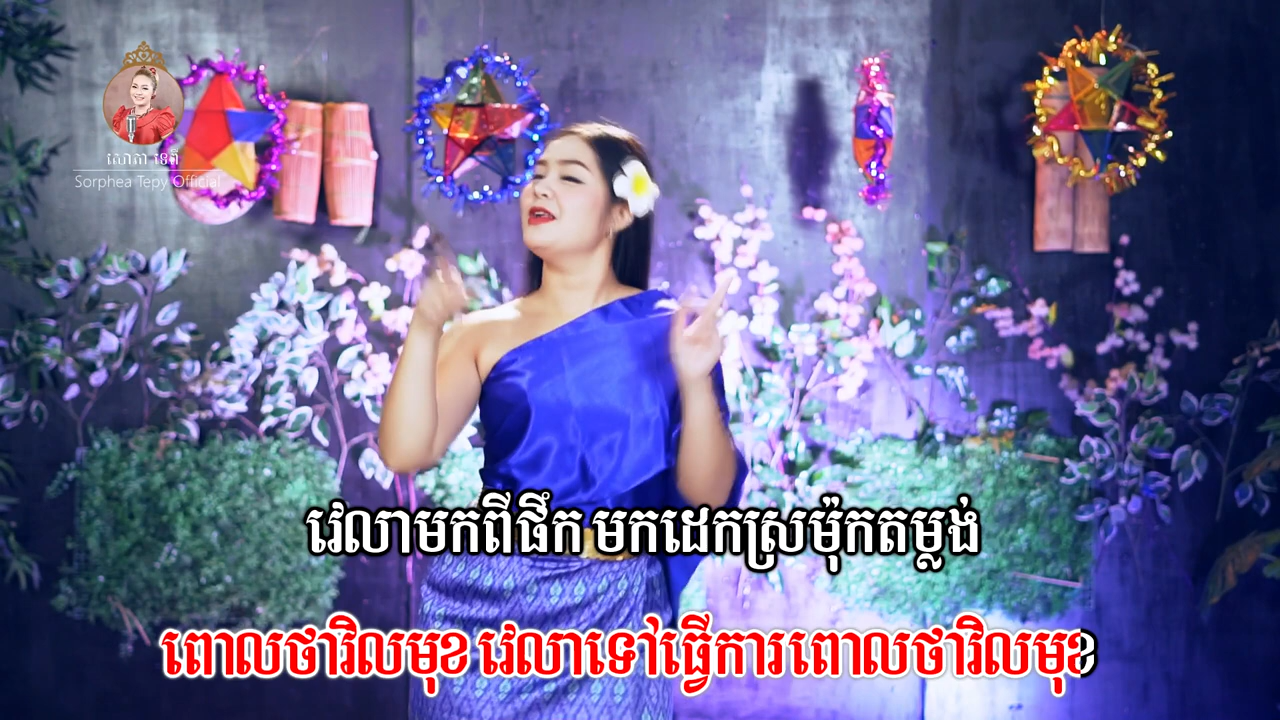 សោភា ទេពី
Sorphea Tepy Official
វេលាមកពីផឹក មកដេកស្រម៉ុកតម្លង់
ពោលថាវិលមុខ វេលាទៅធ្វើការពោលថាវិលមុខ